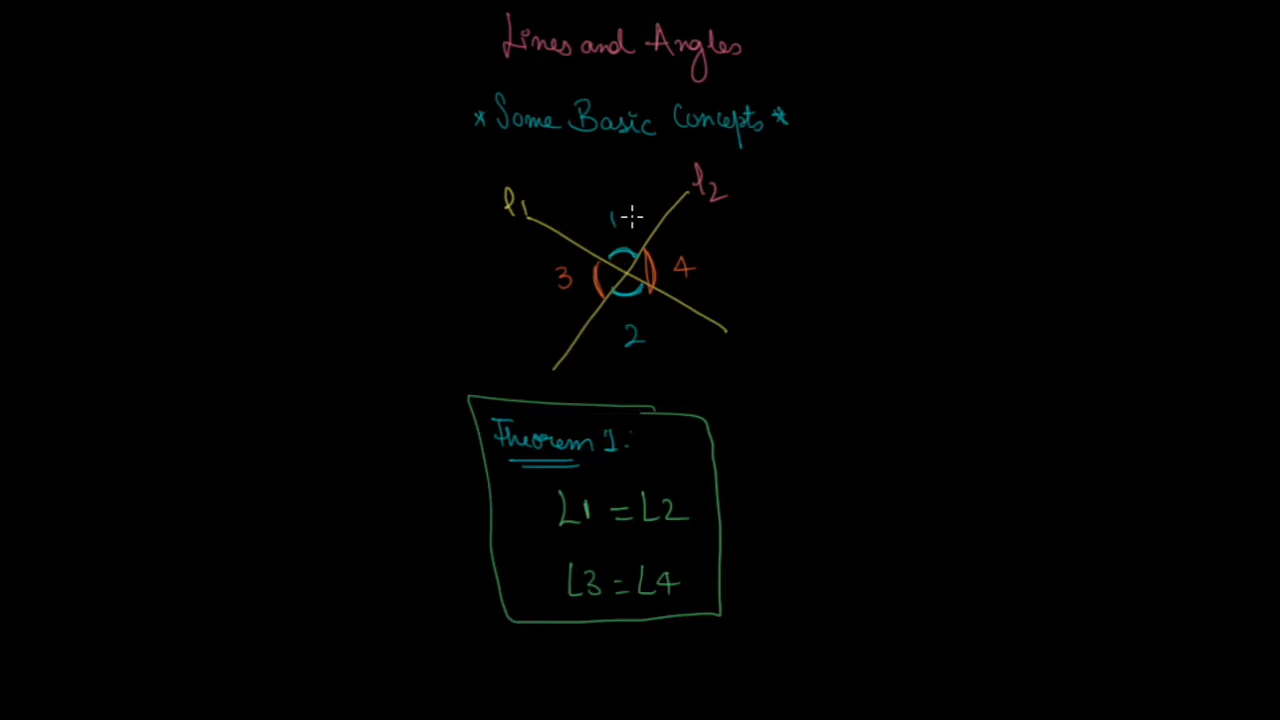 Lines and Angles
* Some Basic Concepts *
l1
l2
1
3
4
2
Theorem 1:
∠1 = ∠2
∠3 = ∠4